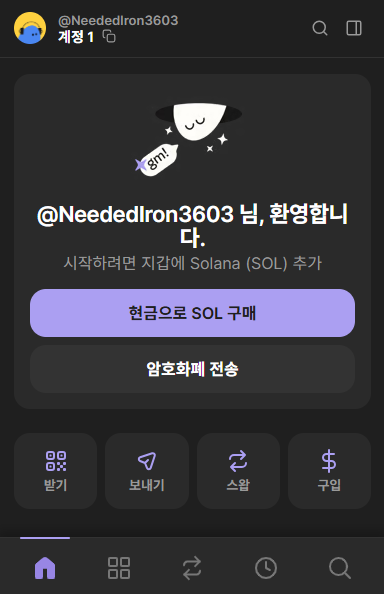 @NeededIron3603
계정 1
gm!
@NeededIron3603 님, 환영합니
다.
시작하려면 지갑에 Solana (SOL) 추가
현금으로 SOL 구매
암호화폐 전송
받기
보내기
스왑
구입